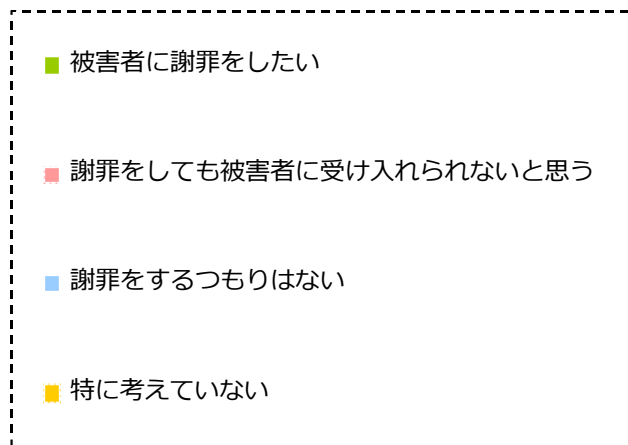 被害者に謝罪をしたい
謝罪をしても被害者に受け入れられないと思う
謝罪をするつもりはない
特に考えていない